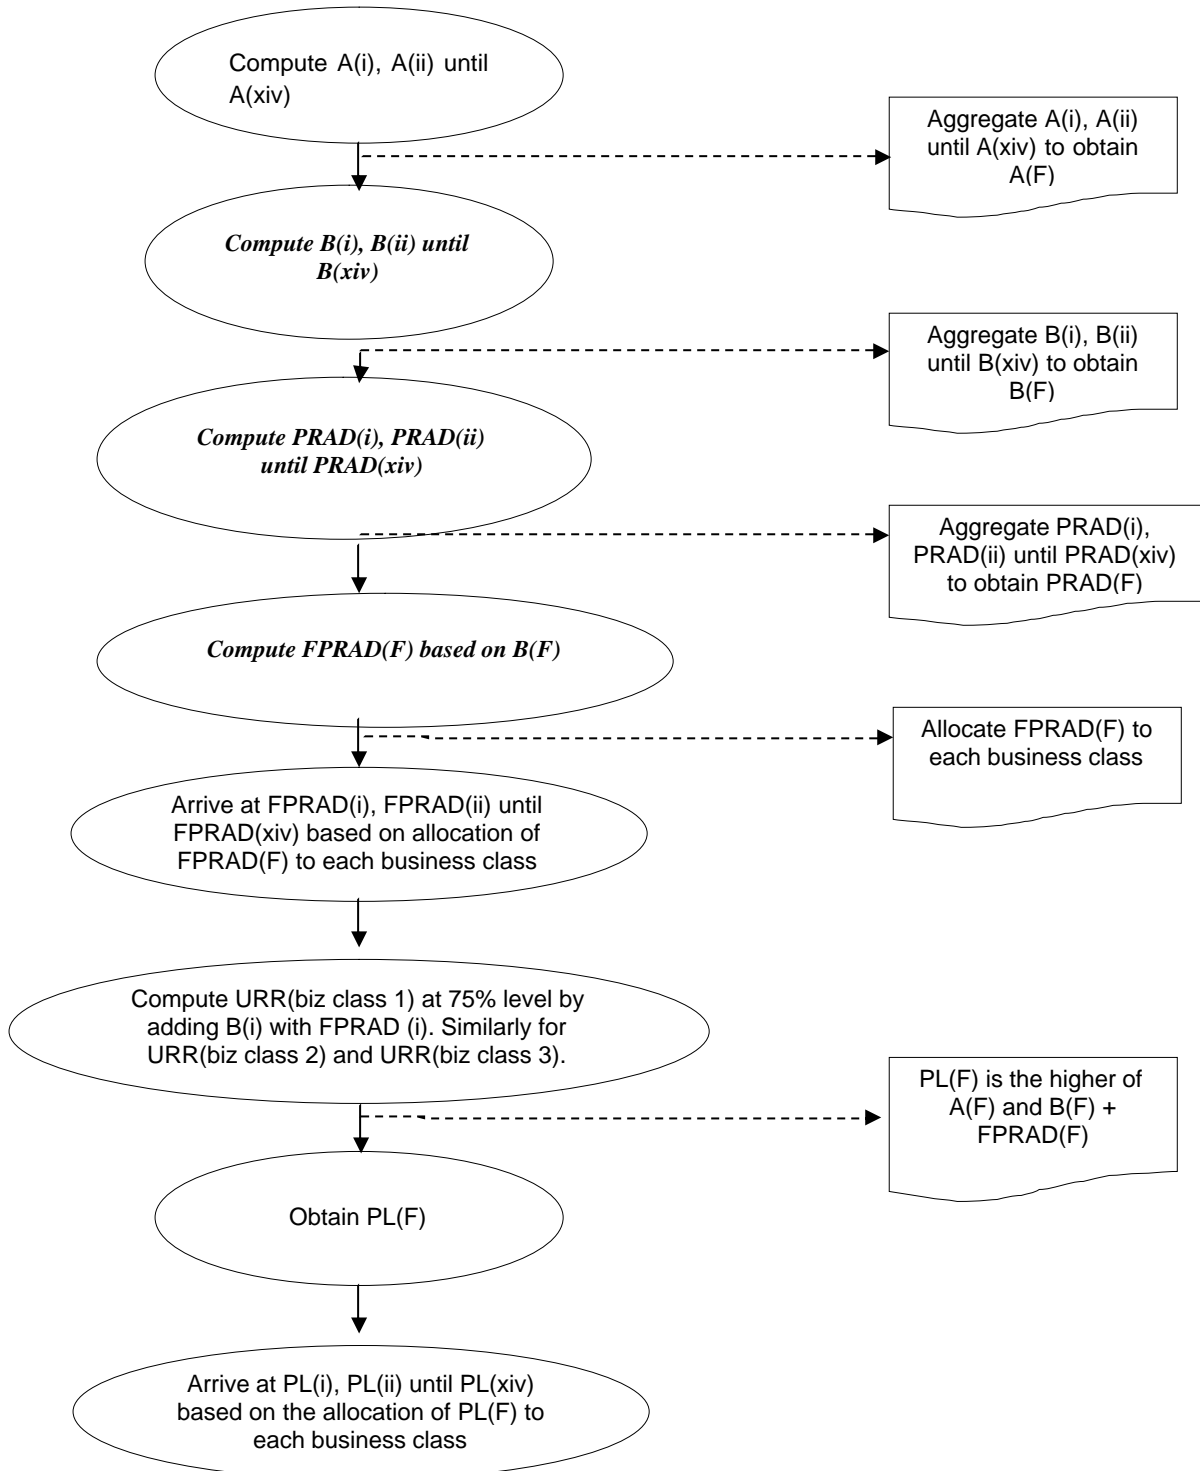 Compute A(i), A(ii) until
A(xiv)
Aggregate A(i), A(ii)
until A(xiv) to obtain
A(F)
Compute B(i), B(ii) until
B(xiv)
Aggregate B(i), B(ii)
until B(xiv) to obtain
B(F)
Compute PRAD(i), PRAD(ii)
until PRAD(xiv)
Aggregate PRAD(i),
PRAD(ii) until PRAD(xiv)
to obtain PRAD(F)
Compute FPRAD(F) based on B(F)
Allocate FPRAD(F) to
each business class
Arrive at FPRAD(i), FPRAD(ii) until
FPRAD(xiv) based on allocation of
FPRAD(F) to each business class
Compute URR(biz class 1) at 75% level by
adding B(i) with FPRAD (i). Similarly for
URR(biz class 2) and URR(biz class 3).
PL(F) is the higher of
A(F) and B(F) +
FPRAD(F)
Obtain PL(F)
Arrive at PL(i), PL(ii) until PL(xiv)
based on the allocation of PL(F) to
each business class